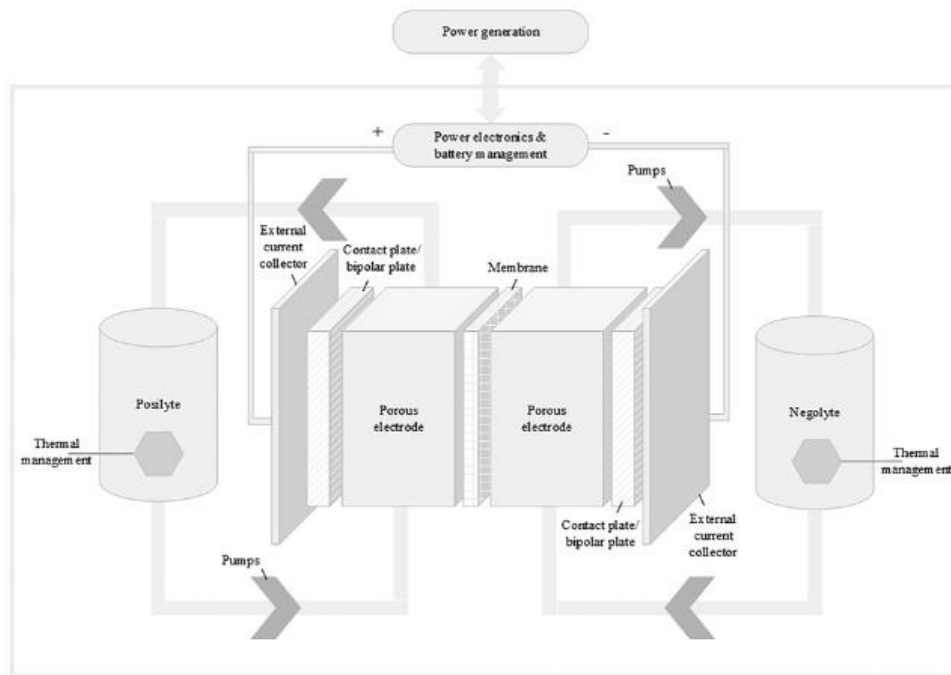 Power generation
+
Power electronics &
battery management
-
Pumps
External
current
collector
Contact plate/
bipolar plate
Membrane
Posilyte
Porous
electrode
Porous
electrode
Negolyte
Thermal
management
Thermal
management
Contact plate/
bipolar plate
External
current
collector
Pumps